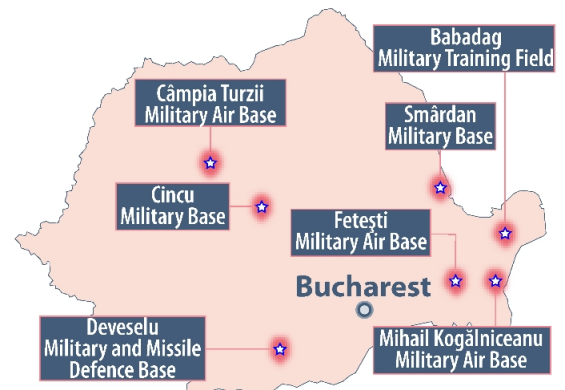 Babadag
Military Training Field
Câmpia Turzii
Military Air Base
Smârdan
Military Base
Cincu
Military Base
Feteşti
Military Air Base
Bucharest
Deveselu
Military and Missile
Defence Base
Mihail Kogălniceanu
Military Air Base